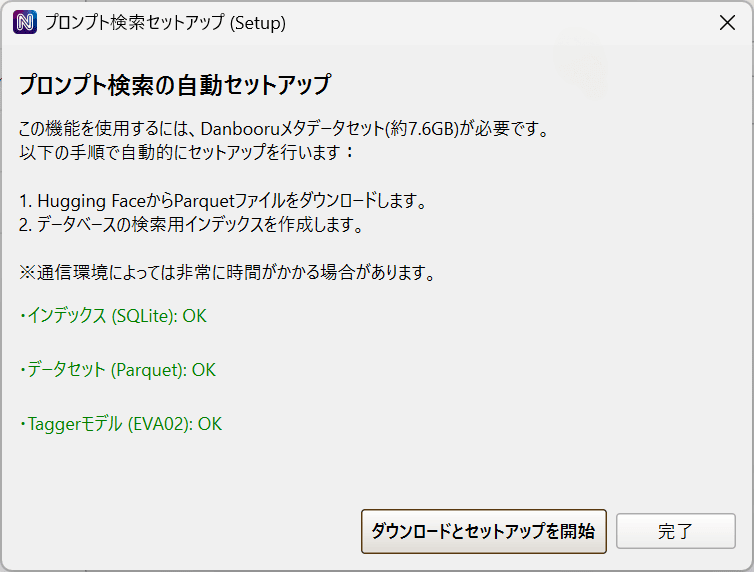 プロンプト検索セットアップ (Setup)
プロンプト検索の自動セットアップ
この機能を使用するには、Danbooruメタデータセット(約7.6GB)が必要です。
以下の手順で自動的にセットアップを行います：
1. Hugging FaceからParquetファイルをダウンロードします。
2. データベースの検索用インデックスを作成します。
※通信環境によっては非常に時間がかかる場合があります。
・インデックス (SQLite): OK
・データセット (Parquet): OK
・Taggerモデル (EVA02): OK
ダウンロードとセットアップを開始
完了